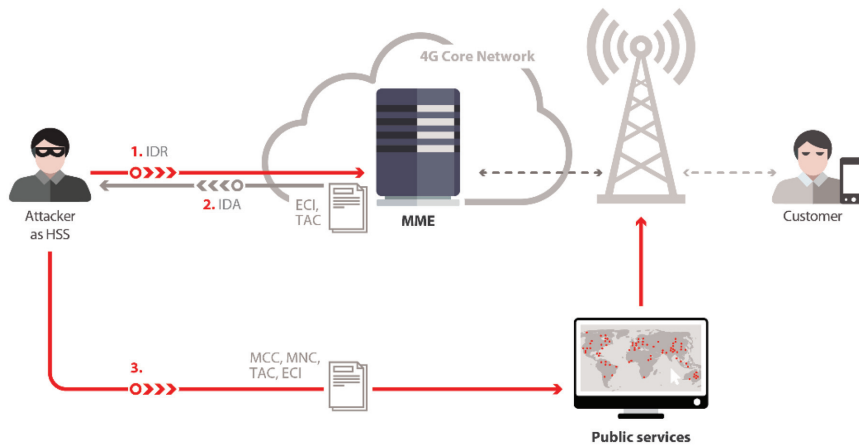 4G Core Network
1. IDR
2. IDA
ECI,
TAC
MME
Attacker
as HSS
Customer
3.
MCC, MNC,
TAC, ECI
Public services